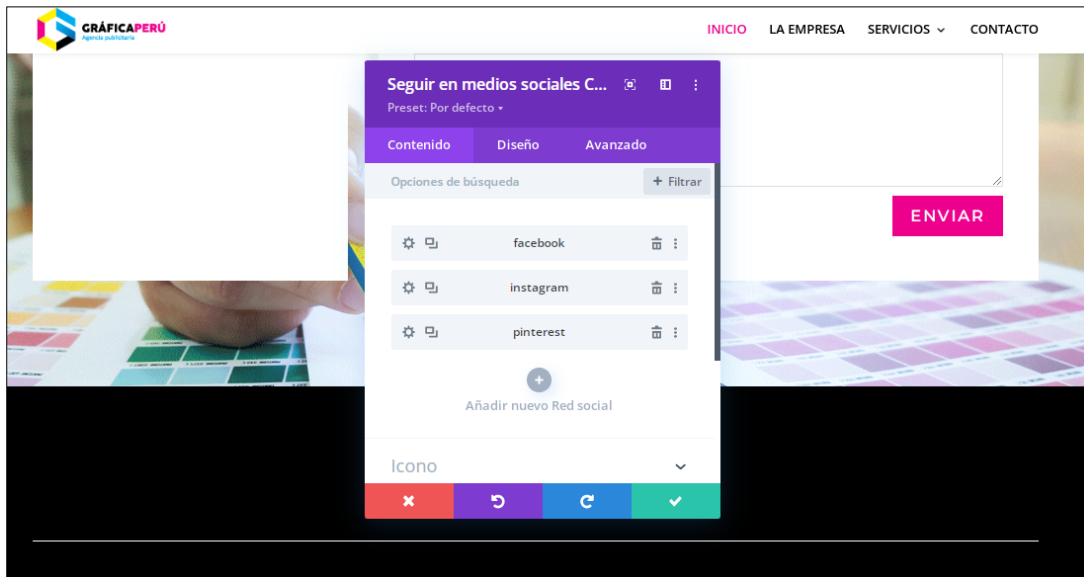 GRÁFICAPERÚ
Agencia publicitaria
INICIO LA EMPRESA SERVICIOS CONTACTO
Seguir en medios sociales C...
Preset: Por defecto
Contenido Diseño Avanzado
Opciones de búsqueda + Filtrar
ENVIAR
facebook
instagram
pinterest
Añadir nuevo Red social
Icono